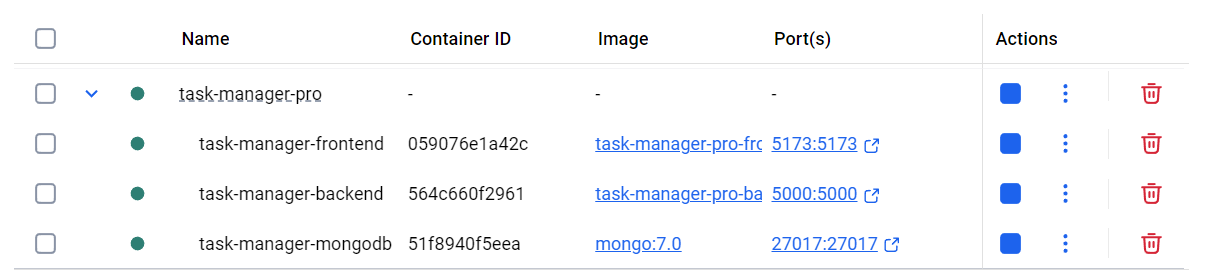 Name Container ID Image Port(s) Actions
task-manager-pro - - -
task-manager-frontend 059076e1a42c task-manager-pro-frc 5173:5173
task-manager-backend 564c660f2961 task-manager-pro-ba 5000:5000
task-manager-mongodb 51f8940f5eea mongo:7.0 27017:27017